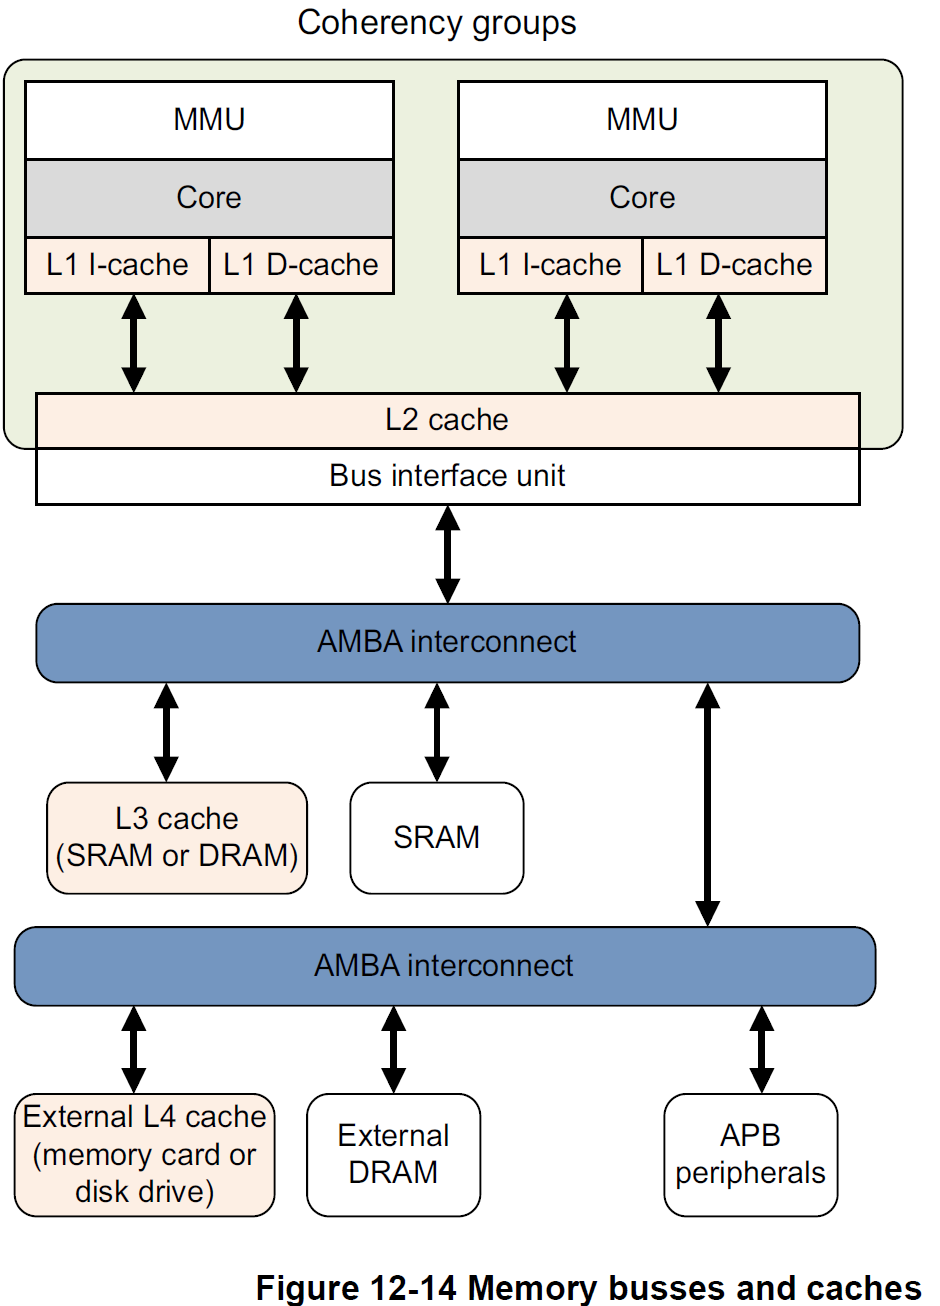 Coherency groups
MMU
MMU
Core
Core
L1 I-cache
L1 D-cache
L1 I-cache
L1 D-cache
L2 cache
Bus interface unit
AMBA interconnect
L3 cache
(SRAM or DRAM)
SRAM
AMBA interconnect
External L4 cache
(memory card or
disk drive)
External
DRAM
APB
peripherals
Figure 12-14 Memory busses and caches